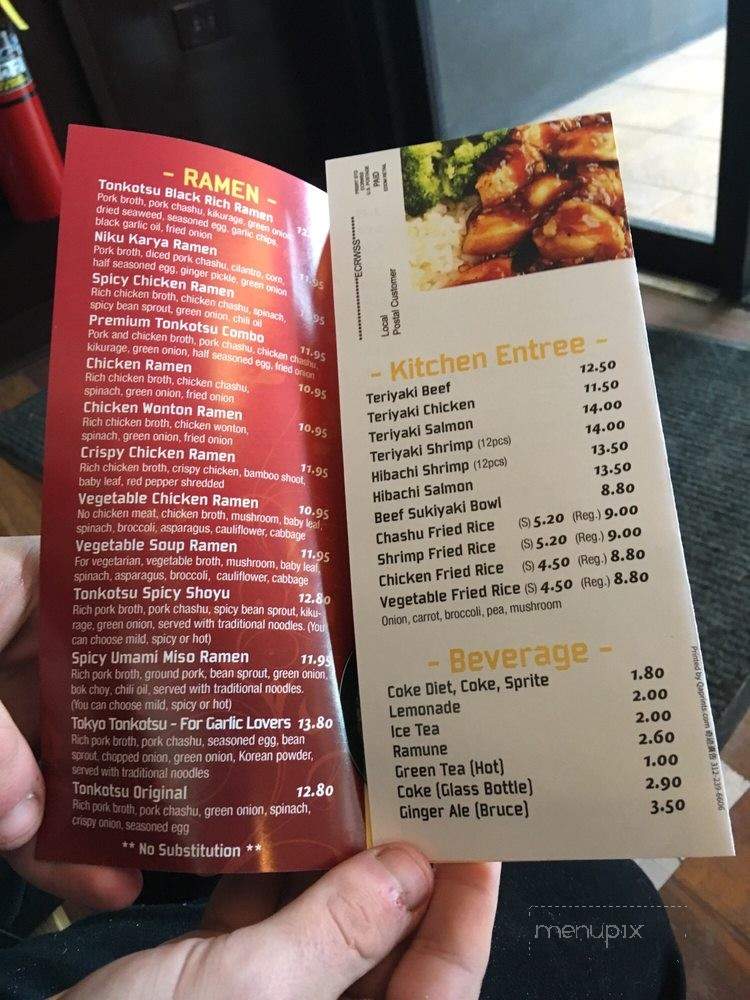 - RAMEN -
Tonkotsu Black Rich Ramen
Pork broth, pork chashu, kikurage, green onion,
dried seaweed, seasoned egg, garlic chips,
black garlic oil, fried onion
Niku Karya Ramen 11.95
Pork broth, diced pork chashu, cilantro, corn,
half seasoned egg, ginger pickle, green onion
Spicy Chicken Ramen
Rich chicken broth, chicken chashu, spinach,
spicy bean sprout, green onion, chili oil
Premium Tonkotsu Combo 11.95
Pork and chicken broth, pork chashu, chicken chashu,
kikurage, green onion, half seasoned egg, fried onion
Chicken Ramen 10.95
Rich chicken broth, chicken chashu,
spinach, green onion, fried onion
Chicken Wonton Ramen 10.95
Rich chicken broth, chicken wonton,
spinach, green onion, fried onion
Crispy Chicken Ramen 11.95
Rich chicken broth, crispy chicken, bamboo shoot,
baby leaf, red pepper shredded
Vegetable Chicken Ramen 10.95
No chicken meat, chicken broth, mushroom, baby leaf,
spinach, broccoli, asparagus, cauliflower, cabbage
Vegetable Soup Ramen 11.95
For vegetarian, vegetable broth, mushroom, baby leaf,
spinach, asparagus, broccoli, cauliflower, cabbage
Tonkotsu Spicy Shoyu 12.80
Rich pork broth, pork chashu, spicy bean sprout, kiku-
rage, green onion, served with traditional noodles. (You
can choose mild, spicy or hot)
Spicy Umami Miso Ramen 11.95
Rich pork broth, ground pork, bean sprout, green onion,
bok choy, chili oil, served with traditional noodles.
(You can choose mild, spicy or hot)
Tokyo Tonkotsu - For Garlic Lovers 13.80
Rich pork broth, pork chashu, seasoned egg, bean
sprout, chopped onion, green onion, Korean powder,
served with traditional noodles
Tonkotsu Original 12.80
Rich pork broth, pork chashu, green onion, spinach,
crispy onion, seasoned egg
** No Substitution **
PRSRT STD
ECRWSS
U.S. POSTAGE
PAID
EDDM RETAIL
****************ECRWSS********
Local
Postal Customer
- Kitchen Entree -
Teriyaki Beef 12.50
Teriyaki Chicken 11.50
Teriyaki Salmon 14.00
Teriyaki Shrimp (12pcs) 14.00
Hibachi Shrimp (12pcs) 13.50
Hibachi Salmon 13.50
Beef Sukiyaki Bowl 8.80
Chashu Fried Rice (S) 5.20 (Reg.) 9.00
Shrimp Fried Rice (S) 5.20 (Reg.) 9.00
Chicken Fried Rice (S) 4.50 (Reg.) 8.80
Vegetable Fried Rice (S) 4.50 (Reg.) 8.80
Onion, carrot, broccoli, pea, mushroom
- Beverage -
Coke Diet, Coke, Sprite 1.80
Lemonade 2.00
Ice Tea 2.00
Ramune 2.60
Green Tea (Hot) 1.00
Coke (Glass Bottle) 2.90
Ginger Ale (Bruce) 3.50
Printed by Qaprints.com 312-239-6606
menupix